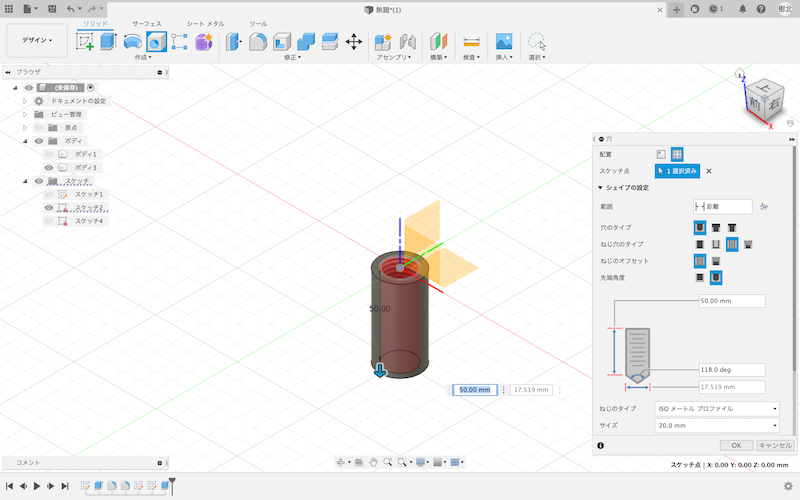 無題*(1)
1
樹北
ソリッド サーフェス シート メタル ツール
デザイン▾
作成▾ 修正▾ アセンブリ▾ 構築▾ 検査▾ 挿入▾ 選択▾
ブラウザ
(未保存)
ドキュメントの設定
ビュー管理
原点
ボディ
ボディ1
ボディ3
スケッチ
スケッチ1
スケッチ2
スケッチ4
Z
上
前 右
X
50.00
50.00 mm
17.519 mm
穴
配置
スケッチ点 1 選択済み
シェイプの設定
範囲 距離
穴のタイプ
ねじ穴のタイプ
ねじのオフセット
先端角度
50.00 mm
118.0 deg
17.519 mm
ねじのタイプ ISO メートル プロファイル
サイズ 20.0 mm
OK キャンセル
コメント
スケッチ点 | X: 0.00 Y: 0.00 Z: 0.00 mm